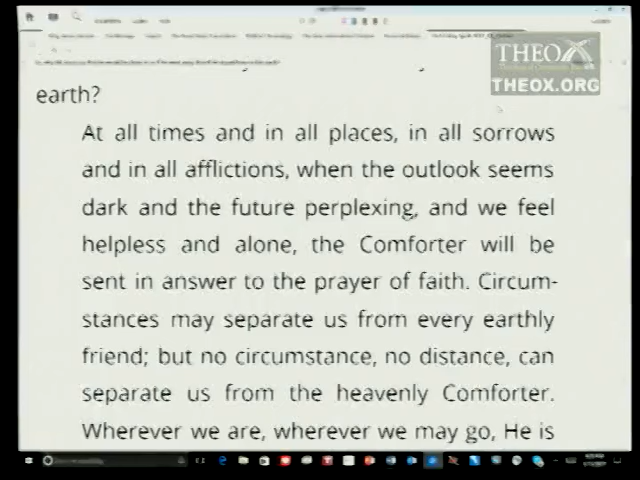 THEOX
THEOX.ORG
earth?
At all times and in all places, in all sorrows
and in all afflictions, when the outlook seems
dark and the future perplexing, and we feel
helpless and alone, the Comforter will be
sent in answer to the prayer of faith. Circum-
stances may separate us from every earthly
friend; but no circumstance, no distance, can
separate us from the heavenly Comforter.
Wherever we are, wherever we may go, He is